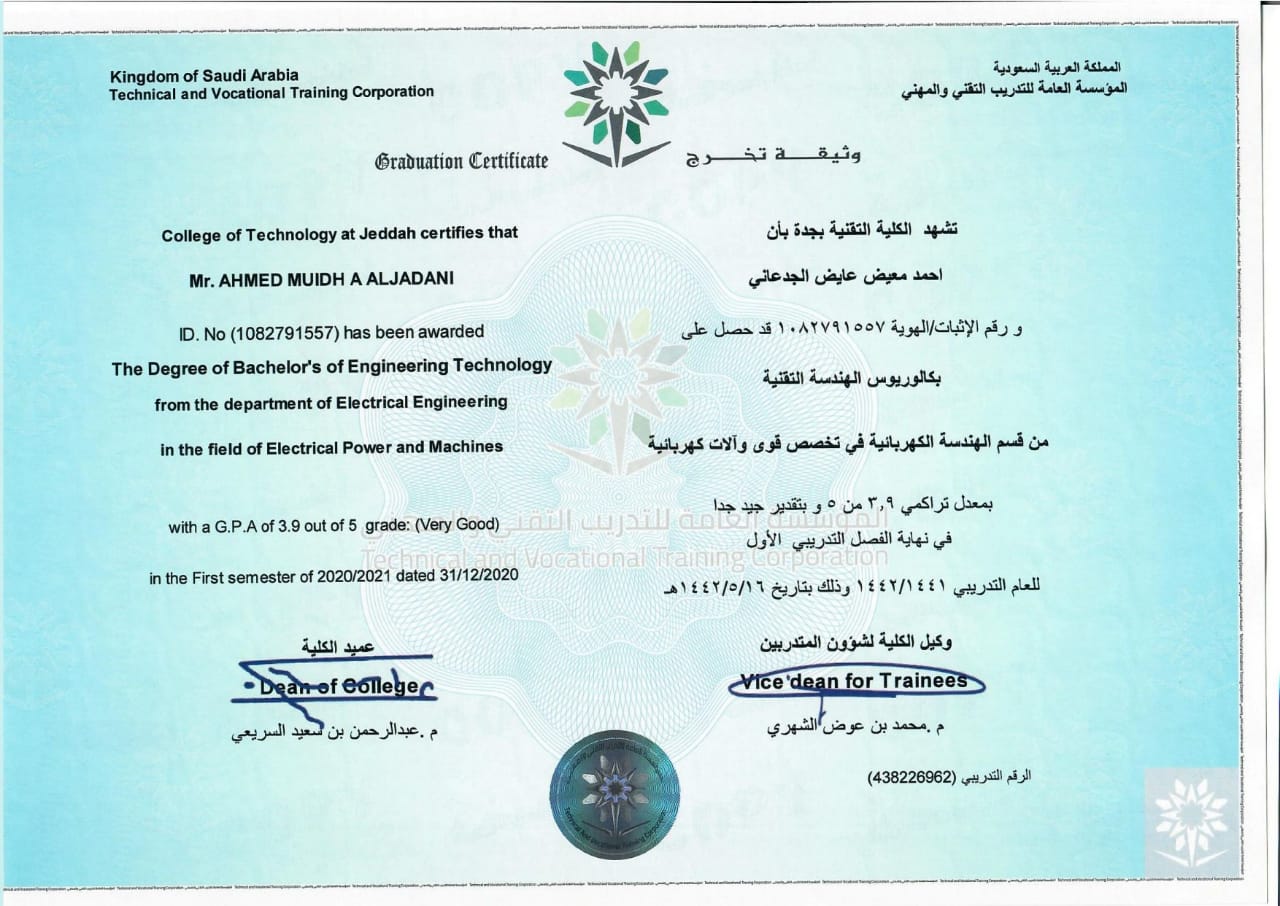 Kingdom of Saudi Arabia
Technical and Vocational Training Corporation
المملكة العربية السعودية
المؤسسة العامة للتدريب التقني والمهني
Graduation Certificate
وثيقة تخرج
College of Technology at Jeddah certifies that
Mr. AHMED MUIDH A ALJADANI
ID. No (1082791557) has been awarded
The Degree of Bachelor's of Engineering Technology
from the department of Electrical Engineering
in the field of Electrical Power and Machines
with a G.P.A of 3.9 out of 5 grade: (Very Good)
in the First semester of 2020/2021 dated 31/12/2020
تشهد الكلية التقنية بجدة بأن
احمد معيض عايض الجدعاني
و رقم الإثبات/الهوية ١٠٨٢٧٩١٥٥٧ قد حصل على
بكالوريوس الهندسة التقنية
من قسم الهندسة الكهربائية في تخصص قوى وآلات كهربائية
بمعدل تراكمي ٣,٩ من ٥ و بتقدير جيد جدا
في نهاية الفصل التدريبي الأول
للعام التدريبي ١٤٤٢/١٤٤١ وذلك بتاريخ ١٤٤٢/٥/١٦هـ
المؤسسة العامة للتدريب التقني والمهني
Technical and Vocational Training Corporation
عميد الكلية
Dean of College
م .عبدالرحمن بن سعيد السريعي
وكيل الكلية لشؤون المتدربين
Vice dean for Trainees
م .محمد بن عوض الشهري
الرقم التدريبي (438226962)
Technical And Vocational Training Corporation